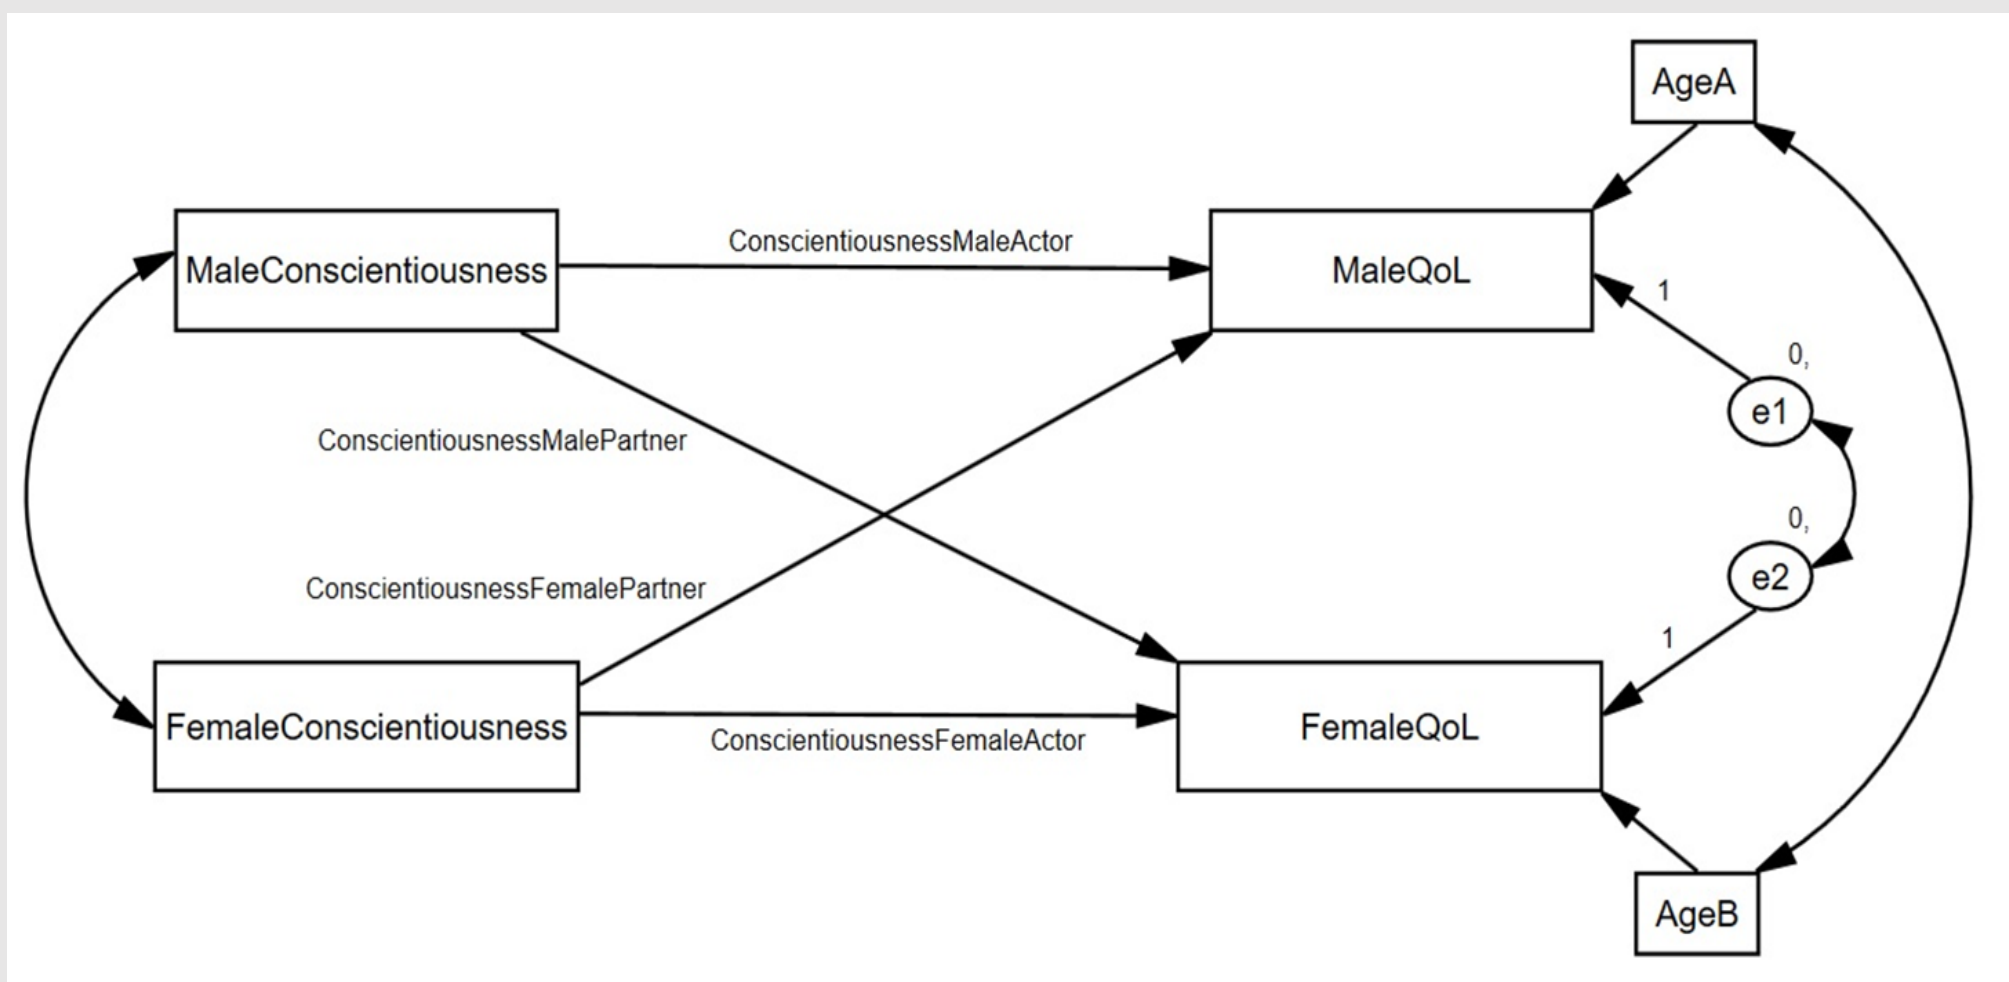 AgeA
ConscientiousnessMaleActor
MaleConscientiousness
MaleQoL
1
0,
e1
ConscientiousnessMalePartner
0,
e2
ConscientiousnessFemalePartner
1
FemaleConscientiousness
FemaleQoL
ConscientiousnessFemaleActor
AgeB